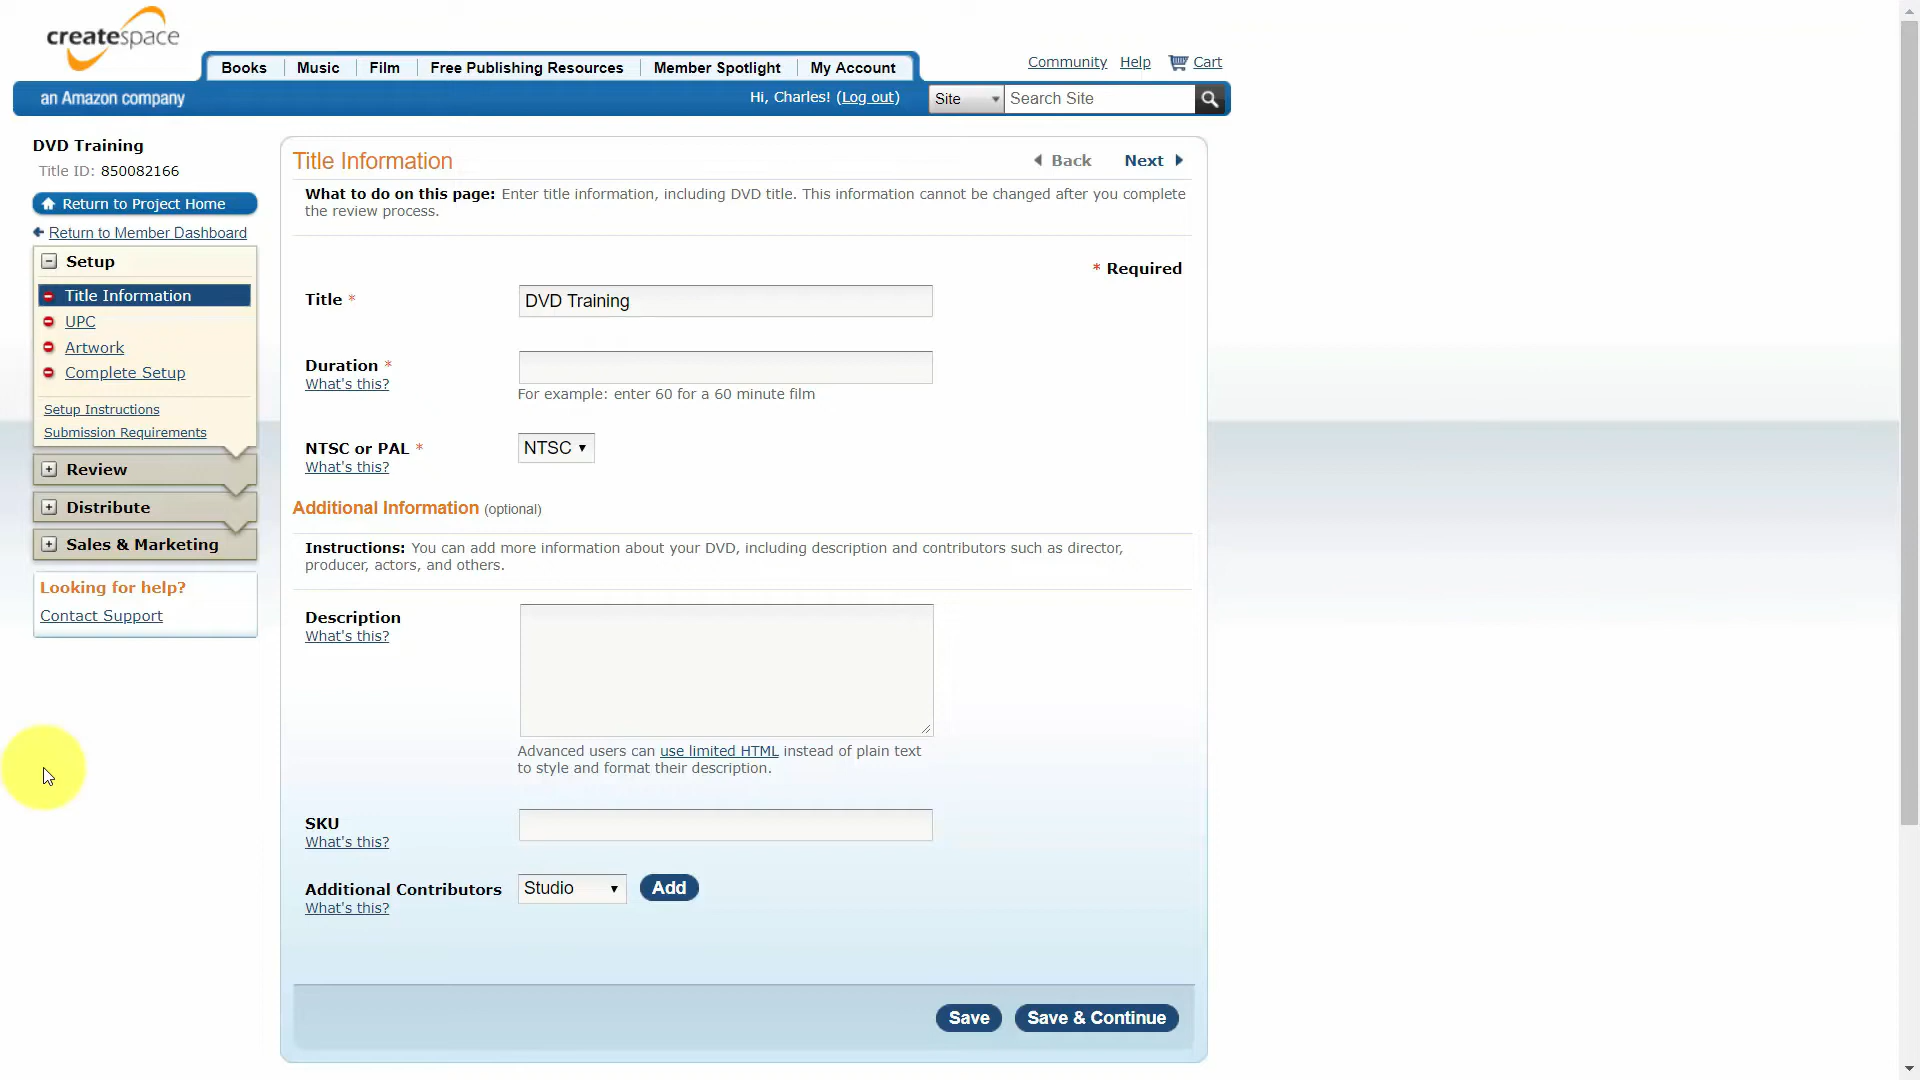 createspace
Books
Music
Film
Free Publishing Resources
Member Spotlight
My Account
Community
Help
Cart
an Amazon company
Hi, Charles! (Log out)
Site
Search Site
DVD Training
Title ID: 850082166
Return to Project Home
Return to Member Dashboard
Setup
Title Information
UPC
Artwork
Complete Setup
Setup Instructions
Submission Requirements
Review
Distribute
Sales & Marketing
Looking for help?
Contact Support
Title Information
Back
Next
What to do on this page: Enter title information, including DVD title. This information cannot be changed after you complete
the review process.
* Required
Title *
DVD Training
Duration *
What's this?
For example: enter 60 for a 60 minute film
NTSC or PAL *
NTSC
What's this?
Additional Information (optional)
Instructions: You can add more information about your DVD, including description and contributors such as director,
producer, actors, and others.
Description
What's this?
Advanced users can use limited HTML instead of plain text
to style and format their description.
SKU
What's this?
Additional Contributors
Studio
Add
What's this?
Save
Save & Continue